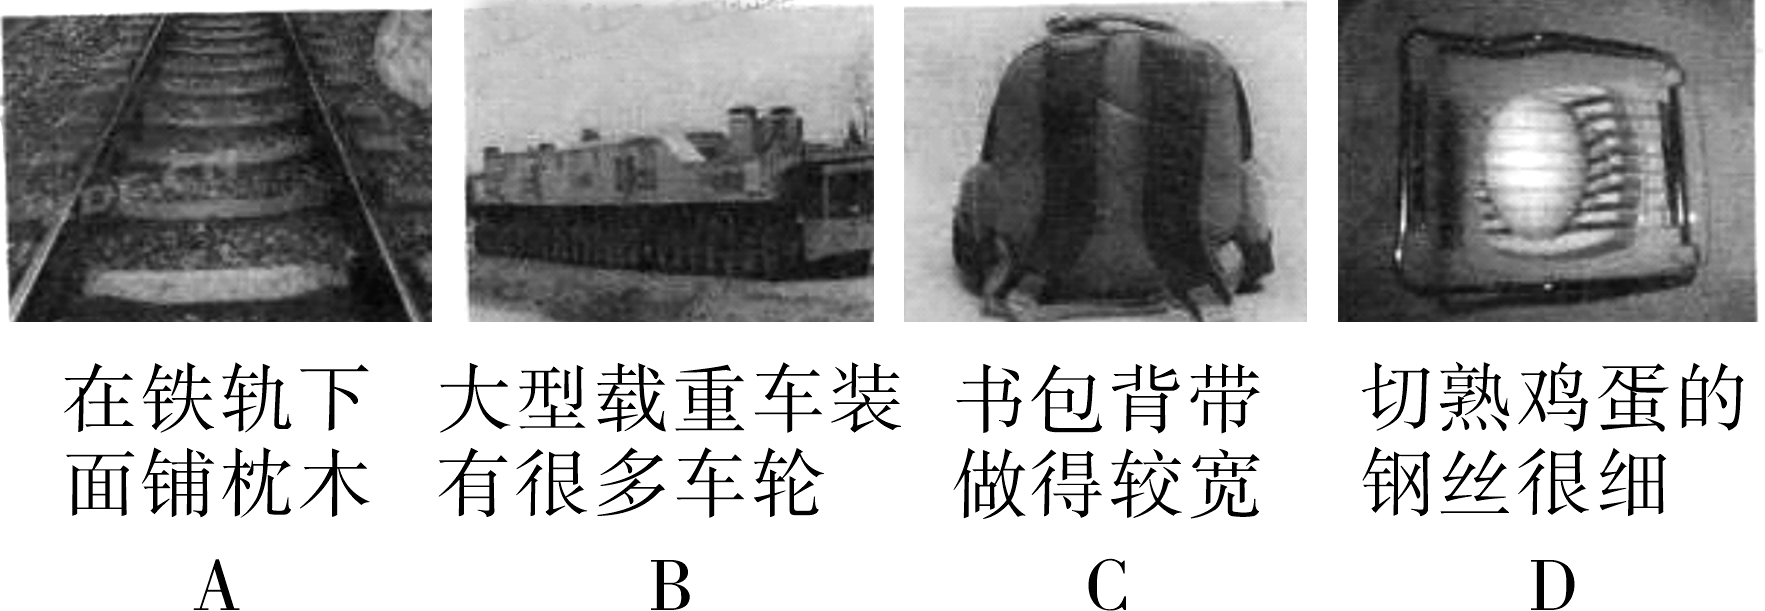 在铁轨下
面铺枕木
A
大型载重车装
有很多车轮
B
书包背带
做得较宽
C
切熟鸡蛋的
钢丝很细
D